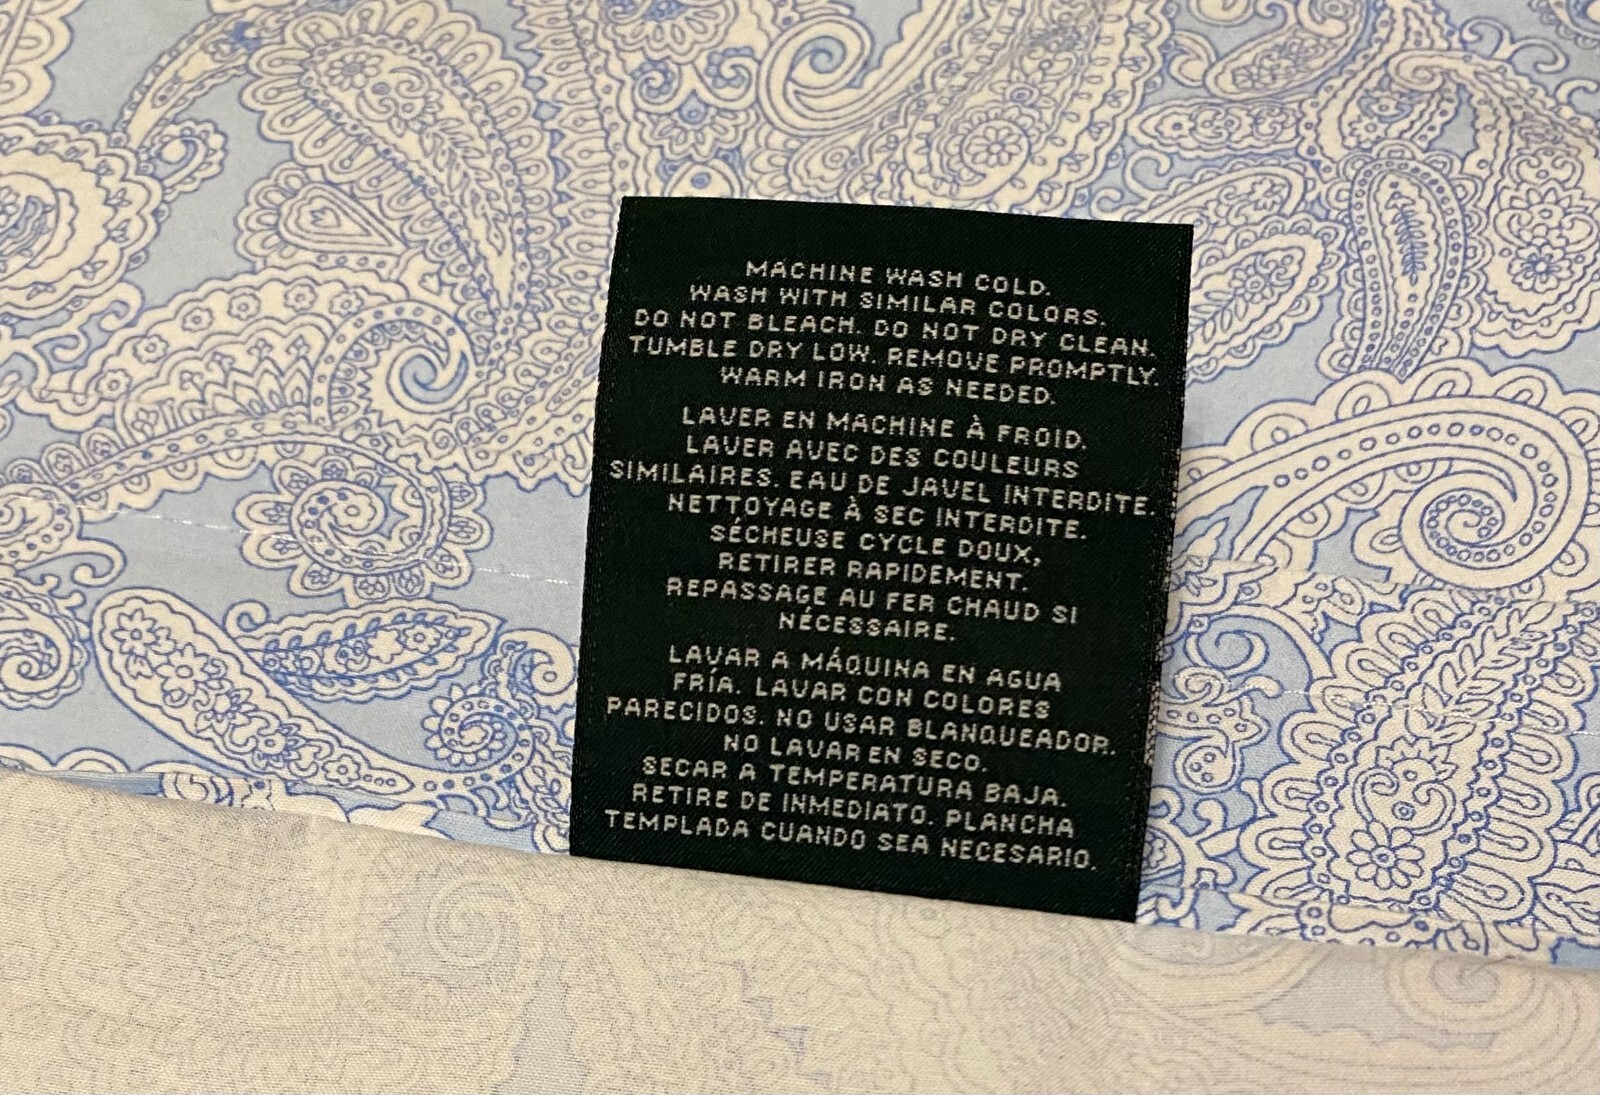 MACHINE WASH COLD.
WASH WITH SIMILAR COLORS.
DO NOT BLEACH. DO NOT DRY CLEAN.
TUMBLE DRY LOW. REMOVE PROMPTLY.
WARM IRON AS NEEDED.
LAVER EN MACHINE À FROID.
LAVER AVEC DES COULEURS
SIMILAIRES. EAU DE JAVEL INTERDITE.
NETTOYAGE À SEC INTERDITE.
SÉCHEUSE CYCLE DOUX,
RETIRER RAPIDEMENT.
REPASSAGE AU FER CHAUD SI
NÉCESSAIRE.
LAVAR A MÁQUINA EN AGUA
FRÍA. LAVAR CON COLORES
PARECIDOS. NO USAR BLANQUEADOR.
NO LAVAR EN SECO.
SECAR A TEMPERATURA BAJA.
RETIRE DE INMEDIATO. PLANCHA
TEMPLADA CUANDO SEA NECESARIO.